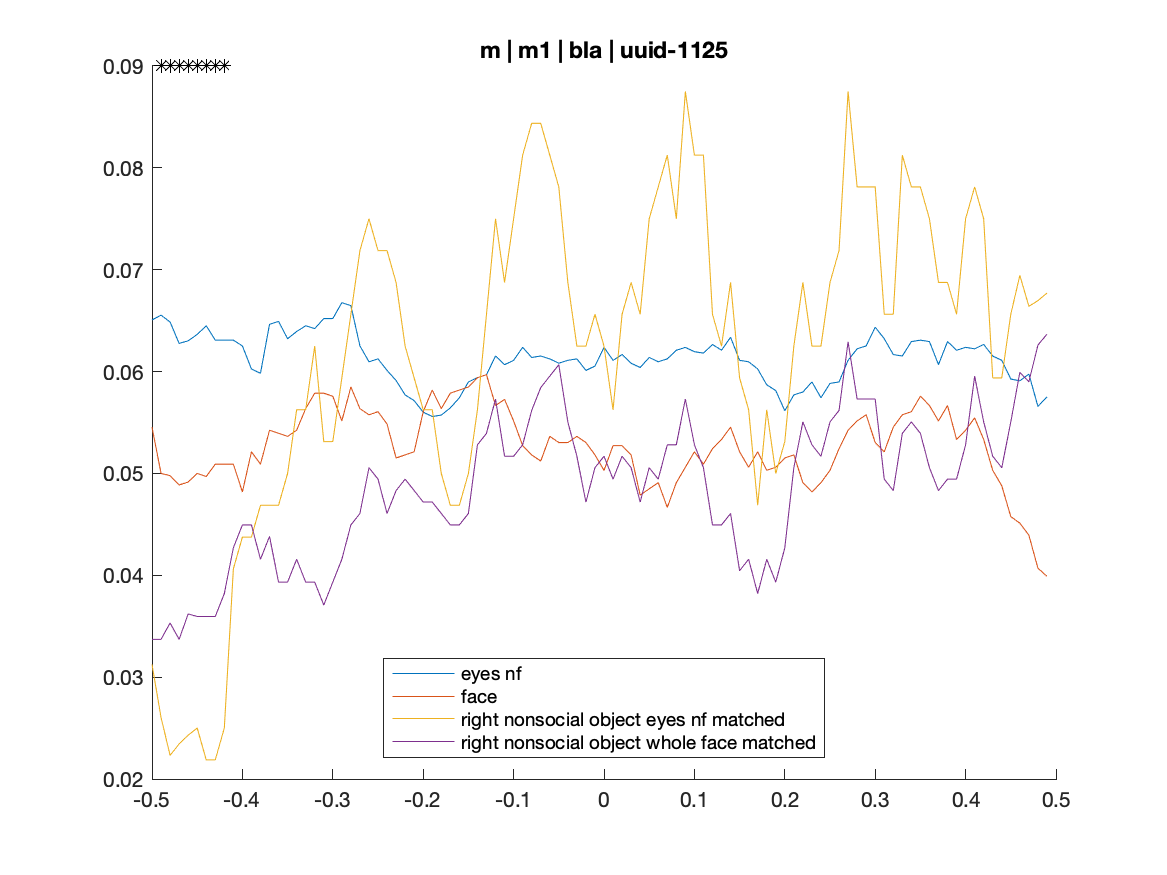 m | m1 | bla | uuid-1125
0.09
0.08
0.07
0.06
0.05
0.04
0.03
0.02
-0.5 -0.4 -0.3 -0.2 -0.1 0 0.1 0.2 0.3 0.4 0.5
eyes nf
face
right nonsocial object eyes nf matched
right nonsocial object whole face matched